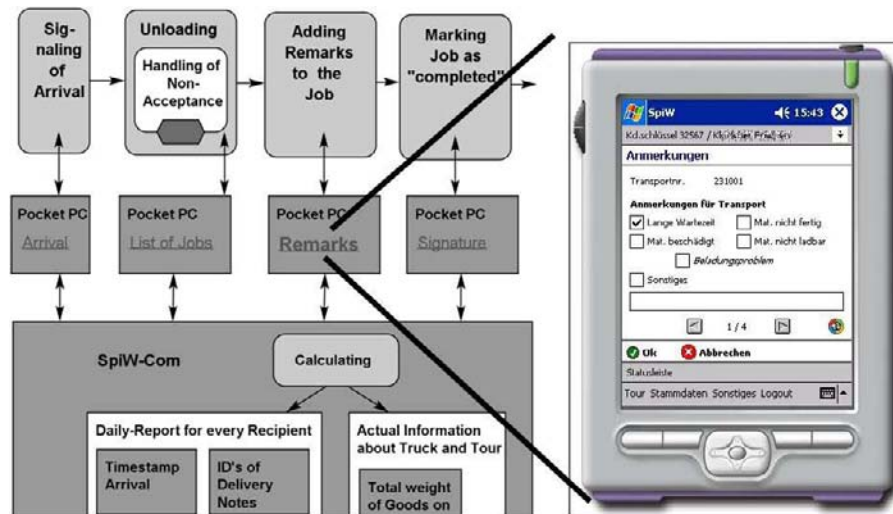 Sig-
naling
of
Arrival
Unloading
Handling of
Non-
Acceptance
Adding
Remarks
to the
Job
Marking
Job as
"completed"
Pocket PC
Arrival
Pocket PC
List of Jobs
Pocket PC
Remarks
Pocket PC
Signature
SpiW-Com
Calculating
Daily-Report for every Recipient
Timestamp
Arrival
ID's of
Delivery
Notes
Actual Information
about Truck and Tour
Total weight
of Goods on
SpiW 15:43
Kd.schlüssel 32567 /
Anmerkungen
Transportnr. 231001
Anmerkungen für Transport
Lange Wartezeit Mat. nicht fertig
Mat. beschädigt Mat. nicht ladbar
Beladungsproblem
Sonstiges
1 / 4
Ok Abbrechen
Statusleiste
Tour Stammdaten Sonstiges Logout